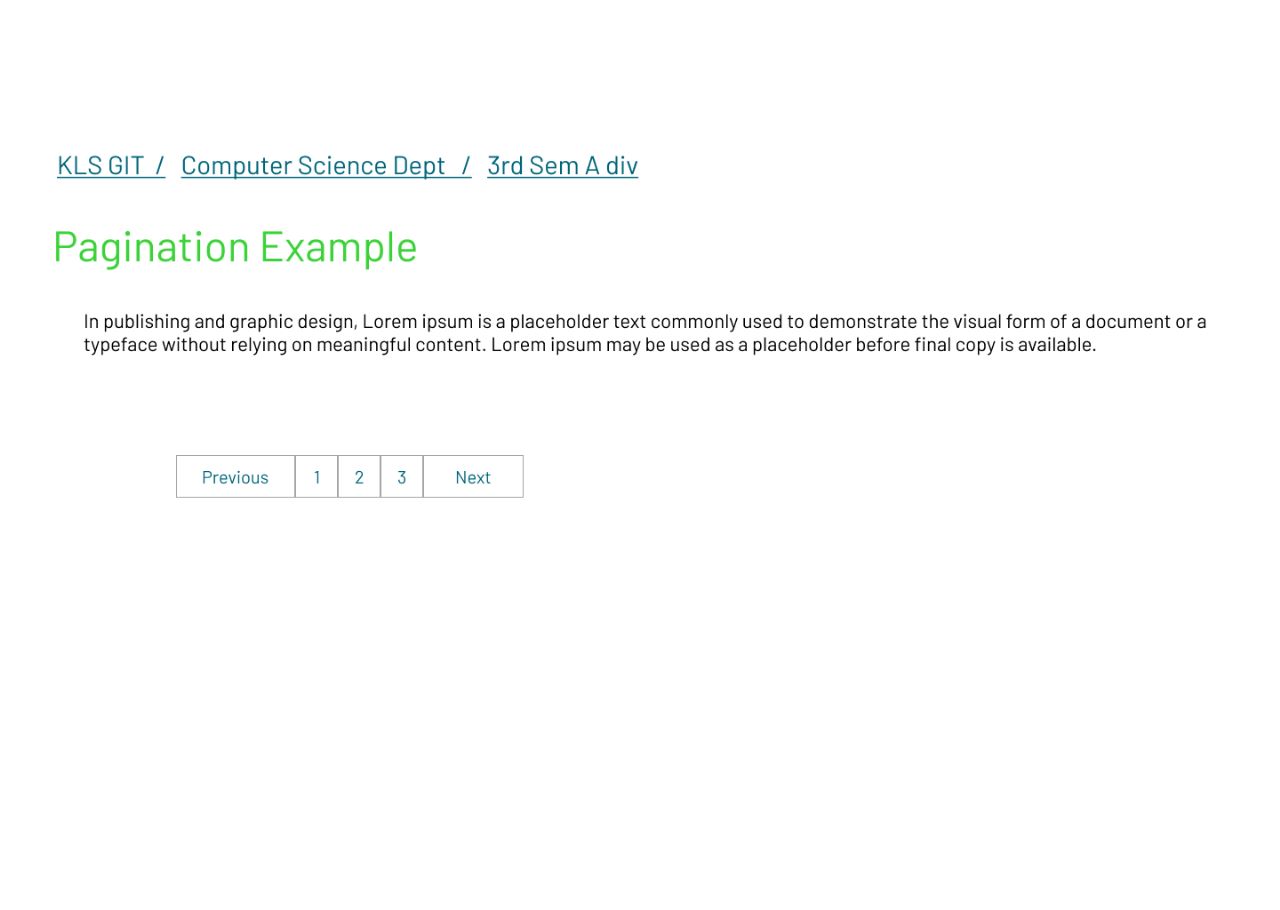 KLS GIT / Computer Science Dept / 3rd Sem A div
Pagination Example
In publishing and graphic design, Lorem ipsum is a placeholder text commonly used to demonstrate the visual form of a document or a
typeface without relying on meaningful content. Lorem ipsum may be used as a placeholder before final copy is available.
Previous 1 2 3 Next